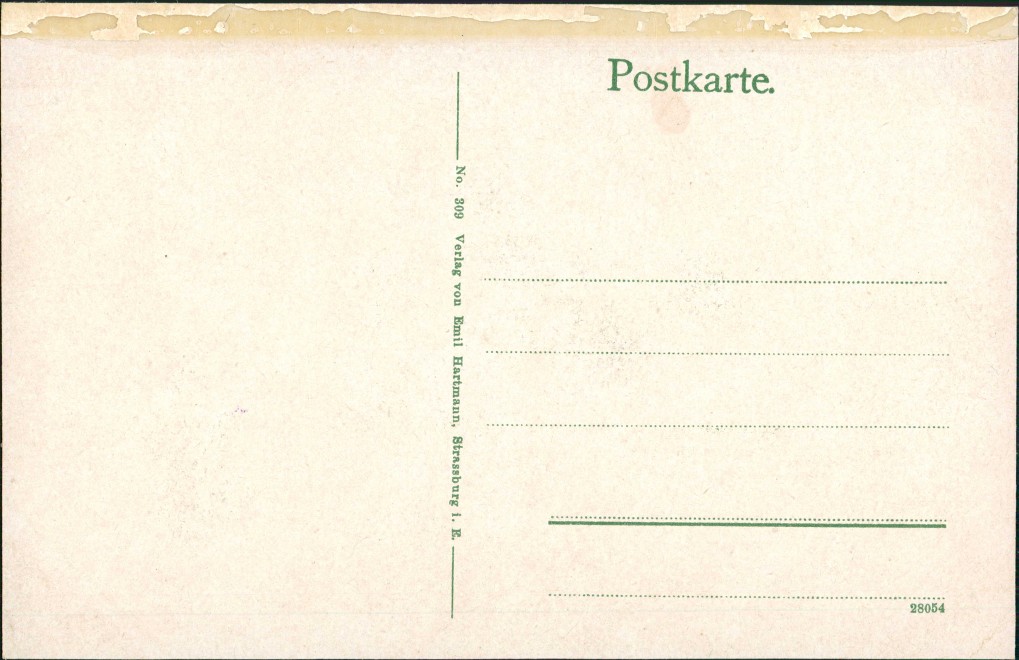 Postkarte.
No. 309 Verlag von Emil Hartmann, Strassburg i. E.
28054